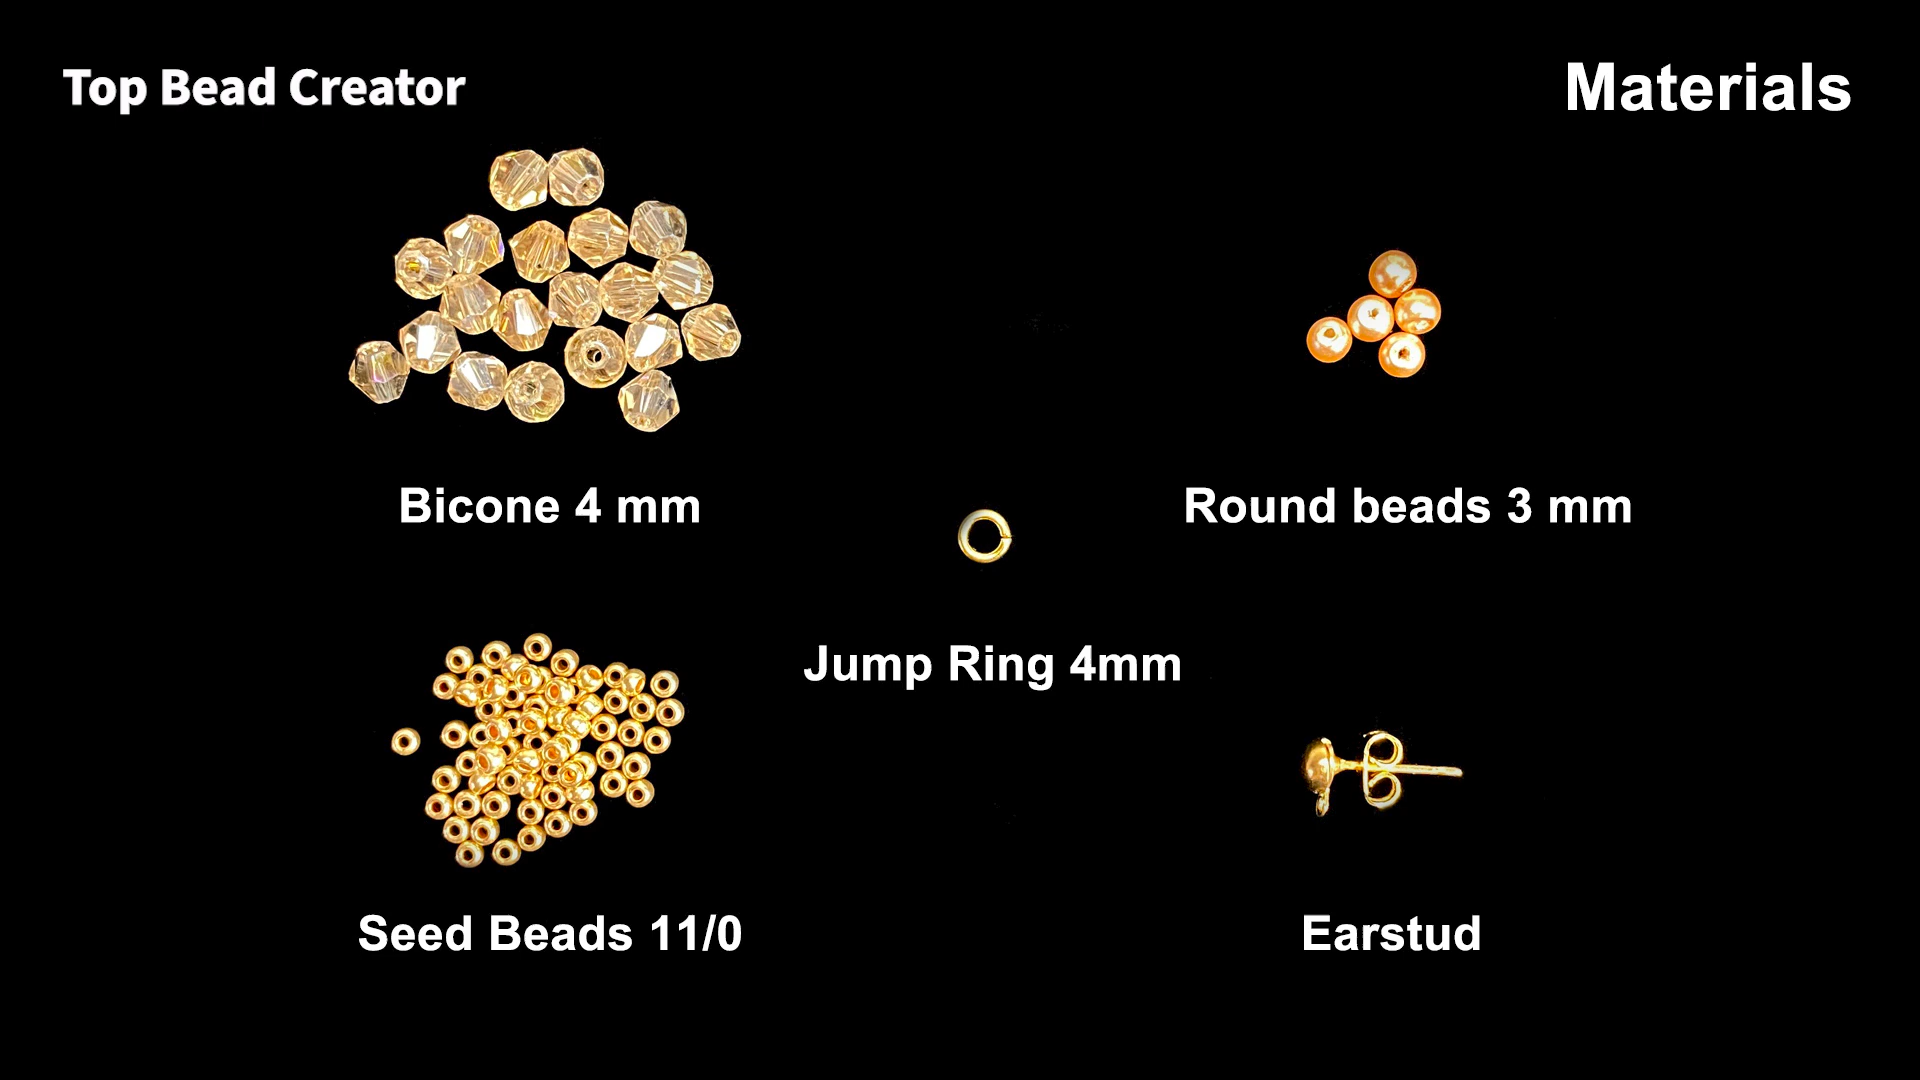 Top Bead Creator
Materials
Bicone 4 mm
Round beads 3 mm
Jump Ring 4mm
Seed Beads 11/0
Earstud